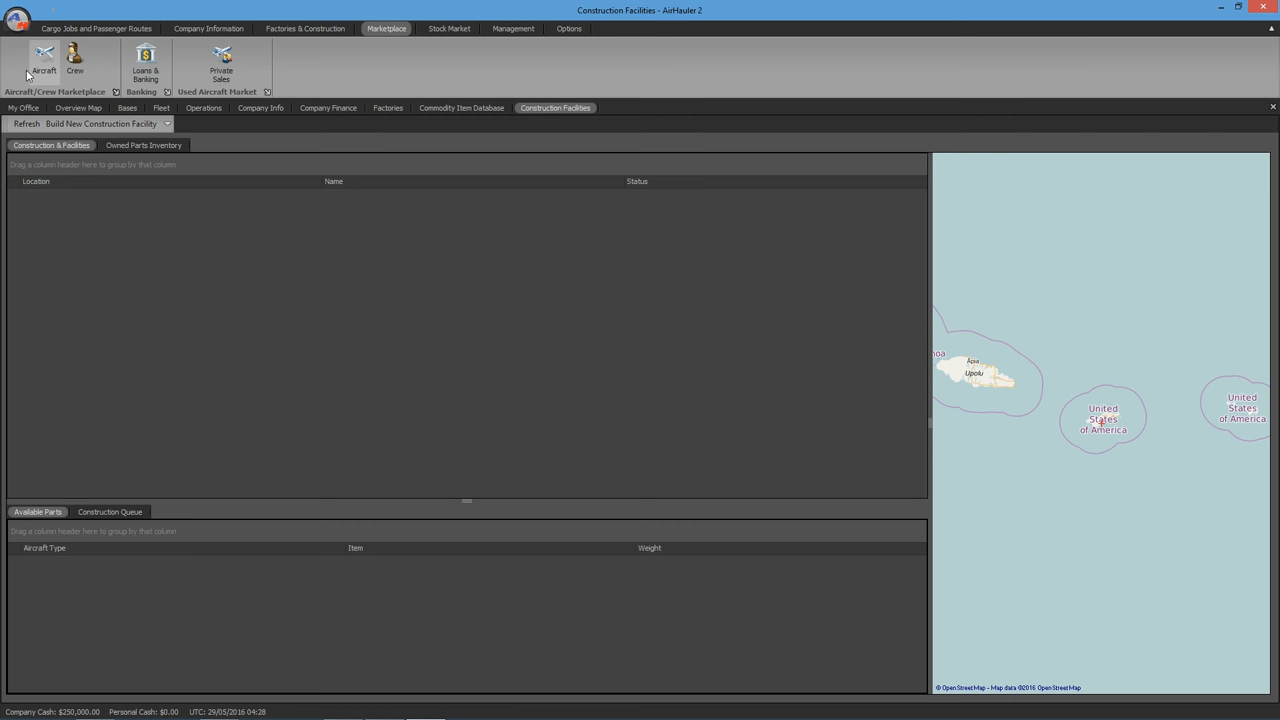 Construction Facilities - AirHauler 2
Cargo Jobs and Passenger Routes Company Information Factories & Construction Marketplace Stock Market Management Options
Aircraft Crew Loans & Banking Private Sales
Aircraft/Crew Marketplace Banking Used Aircraft Market
My Office Overview Map Bases Fleet Operations Company Info Company Finance Factories Commodity Item Database Construction Facilities
Refresh Build New Construction Facility
Construction & Facilities Owned Parts Inventory
Drag a column header here to group by that column
Location Name Status
noa
Apia
Upolu
United States of America
United States of America
Available Parts Construction Queue
Drag a column header here to group by that column
Aircraft Type Item Weight
© OpenStreetMap - Map data ©2016 OpenStreetMap
Company Cash: $250,000.00 Personal Cash: $0.00 UTC: 29/05/2016 04:28